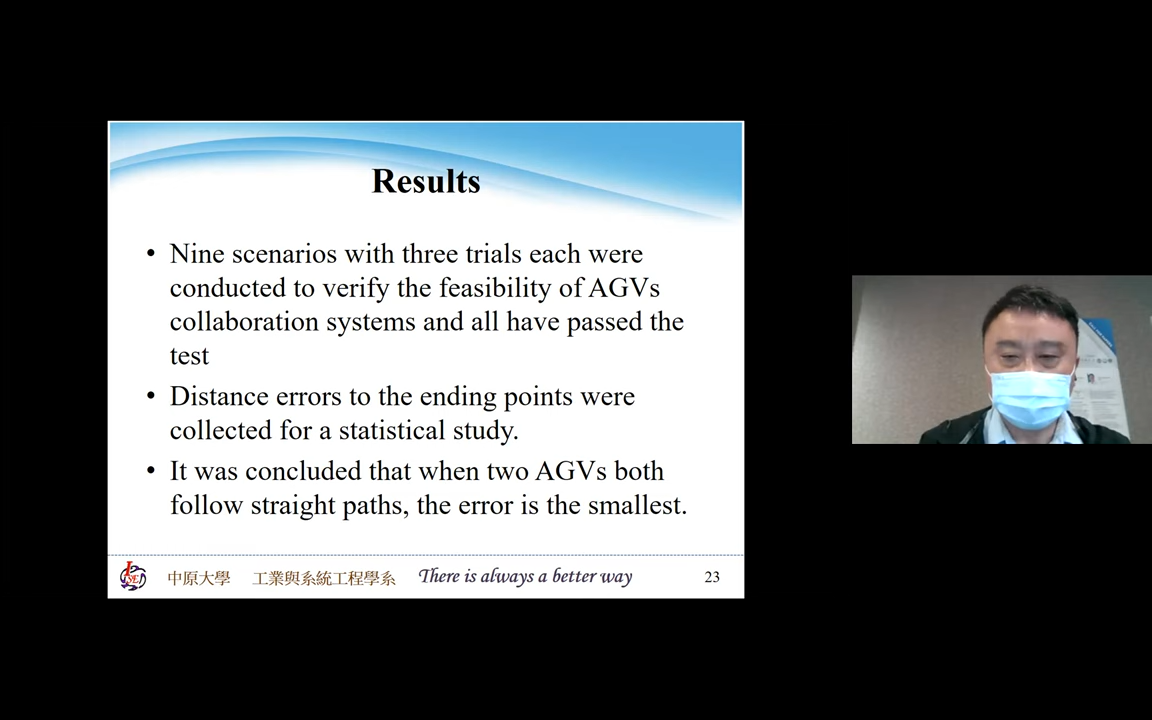 Results
• Nine scenarios with three trials each were
conducted to verify the feasibility of AGVs
collaboration systems and all have passed the
test
• Distance errors to the ending points were
collected for a statistical study.
• It was concluded that when two AGVs both
follow straight paths, the error is the smallest.
中原大學 工業與系統工程學系 There is always a better way 23